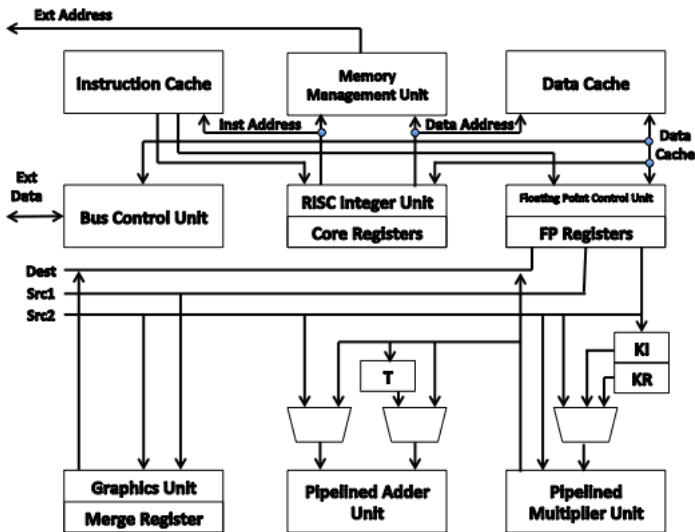 Ext Address
Instruction Cache
Memory
Management Unit
Data Cache
Inst Address
Data Address
Data
Cache
Ext
Data
Bus Control Unit
RISC Integer Unit
Core Registers
Floating Point Control Unit
FP Registers
Dest
Src1
Src2
KI
KR
T
Graphics Unit
Merge Register
Pipelined Adder
Unit
Pipelined
Multiplier Unit